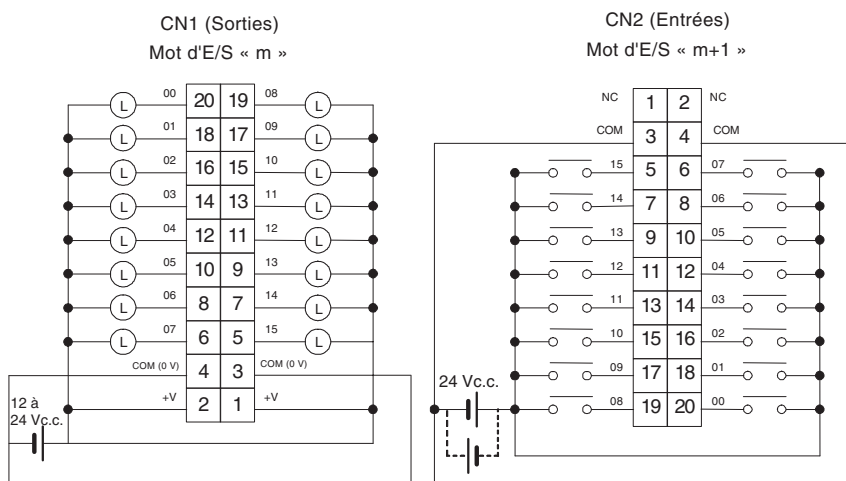 CN1 (Sorties)
Mot d'E/S « m »
L 00 20 19 08 L
L 01 18 17 09 L
L 02 16 15 10 L
L 03 14 13 11 L
L 04 12 11 12 L
L 05 10 9 13 L
L 06 8 7 14 L
L 07 6 5 15 L
COM (0 V) 4 3 COM (0 V)
+V 2 1 +V
12 à
24 Vc.c.
CN2 (Entrées)
Mot d'E/S « m+1 »
NC 1 2 NC
COM 3 4 COM
15 5 6 07
14 7 8 06
13 9 10 05
12 11 12 04
11 13 14 03
10 15 16 02
09 17 18 01
24 Vc.c.
08 19 20 00